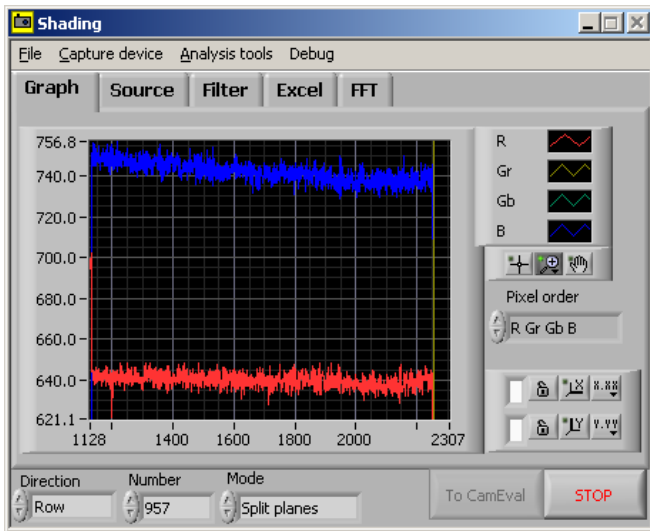 Shading
File Capture device Analysis tools Debug
Graph Source Filter Excel FFT
756.8
740.0
720.0
700.0
680.0
660.0
640.0
621.1
1128 1400 1600 1800 2000 2307
R
Gr
Gb
B
Pixel order
R Gr Gb B
X X.XX
Y Y.YY
Direction Number Mode
Row 957 Split planes
To CamEval STOP